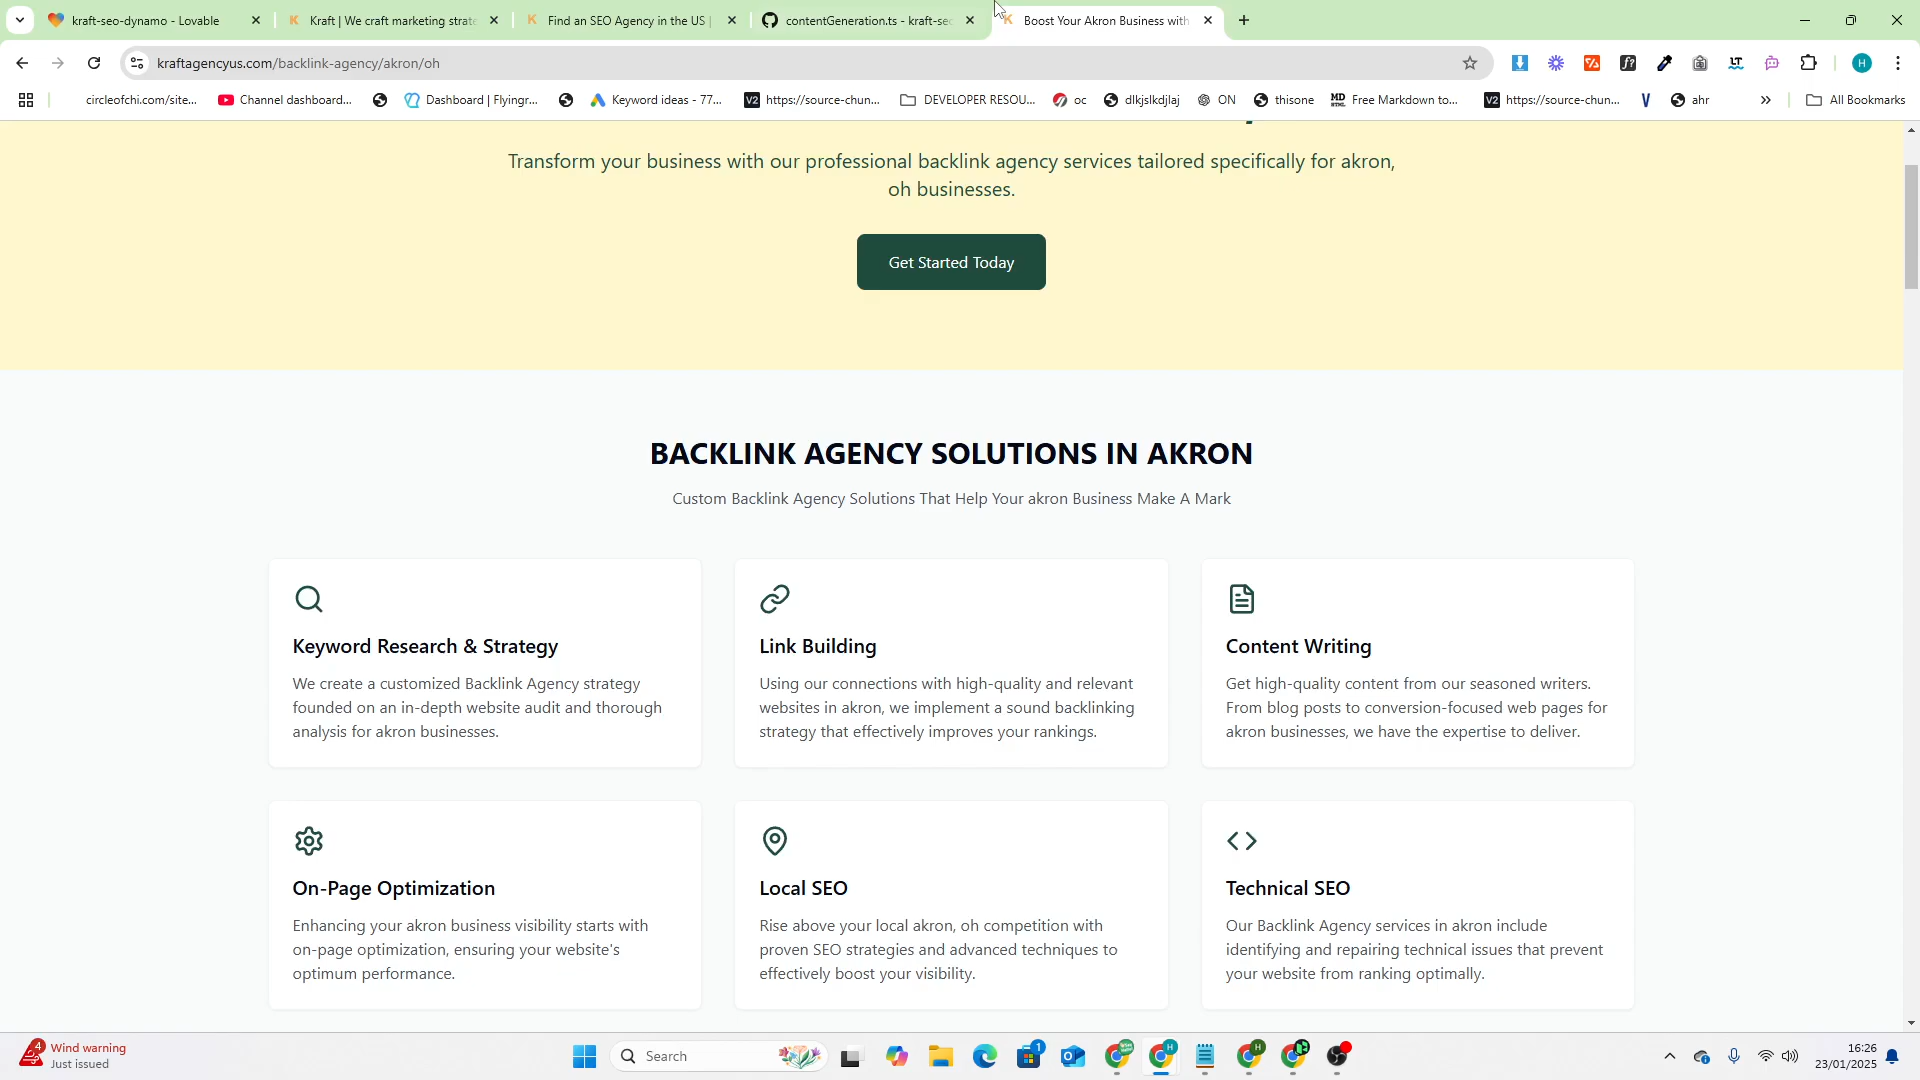 kraft-seo-dynamo - Lovable
Kraft | We craft marketing strate
Find an SEO Agency in the US |
contentGeneration.ts - kraft-sec
Boost Your Akron Business with
kraftagencyus.com/backlink-agency/akron/oh
circleofchi.com/site...
Channel dashboard...
Dashboard | Flyingr...
Keyword ideas - 77...
https://source-chun...
DEVELOPER RESOU...
oc
dlkjslkdjlaj
ON
thisone
Free Markdown to...
https://source-chun...
ahr
All Bookmarks
Transform your business with our professional backlink agency services tailored specifically for akron,
oh businesses.
Get Started Today
BACKLINK AGENCY SOLUTIONS IN AKRON
Custom Backlink Agency Solutions That Help Your akron Business Make A Mark
Keyword Research & Strategy
We create a customized Backlink Agency strategy
founded on an in-depth website audit and thorough
analysis for akron businesses.
Link Building
Using our connections with high-quality and relevant
websites in akron, we implement a sound backlinking
strategy that effectively improves your rankings.
Content Writing
Get high-quality content from our seasoned writers.
From blog posts to conversion-focused web pages for
akron businesses, we have the expertise to deliver.
On-Page Optimization
Enhancing your akron business visibility starts with
on-page optimization, ensuring your website's
optimum performance.
Local SEO
Rise above your local akron, oh competition with
proven SEO strategies and advanced techniques to
effectively boost your visibility.
Technical SEO
Our Backlink Agency services in akron include
identifying and repairing technical issues that prevent
your website from ranking optimally.
4
Wind warning
Just issued
Search
16:26
23/01/2025